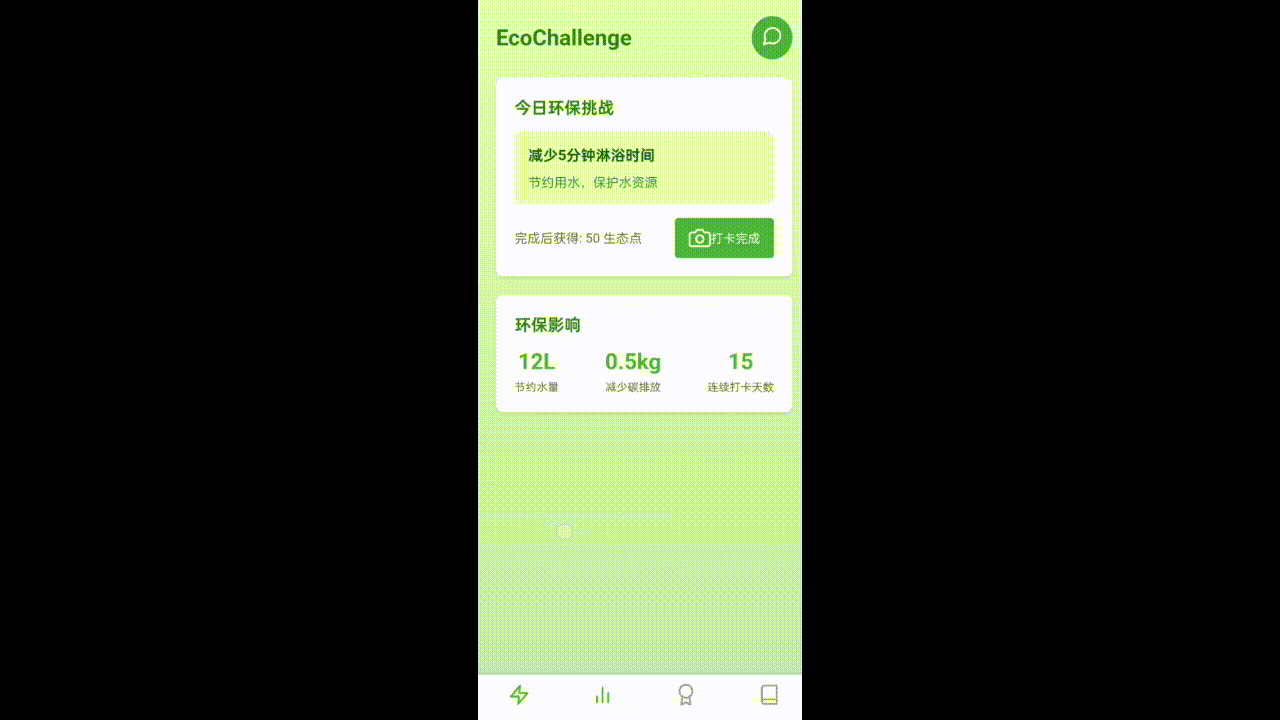 EcoChallenge
今日环保挑战
减少5分钟淋浴时间
节约用水，保护水资源
完成后获得: 50 生态点
打卡完成
环保影响
12L 0.5kg 15
节约水量 减少碳排放 连续打卡天数